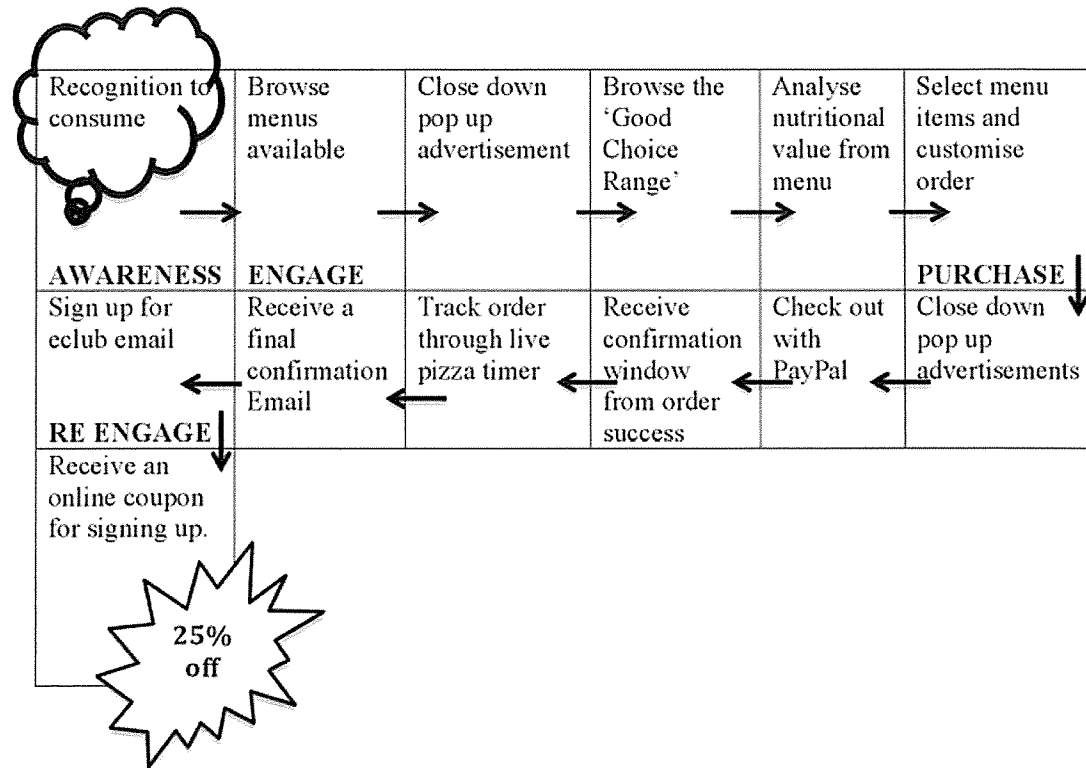 Recognition to
consume
AWARENESS
Browse
menus
available
ENGAGE
Close down
pop up
advertisement
Browse the
‘Good
Choice
Range’
Analyse
nutritional
value from
menu
Select menu
items and
customise
order
PURCHASE
Close down
pop up
advertisements
Check out
with
PayPal
Receive
confirmation
window
from order
success
Track order
through live
pizza timer
Receive a
final
confirmation
Email
Sign up for
eclub email
RE ENGAGE
Receive an
online coupon
for signing up.
25%
off